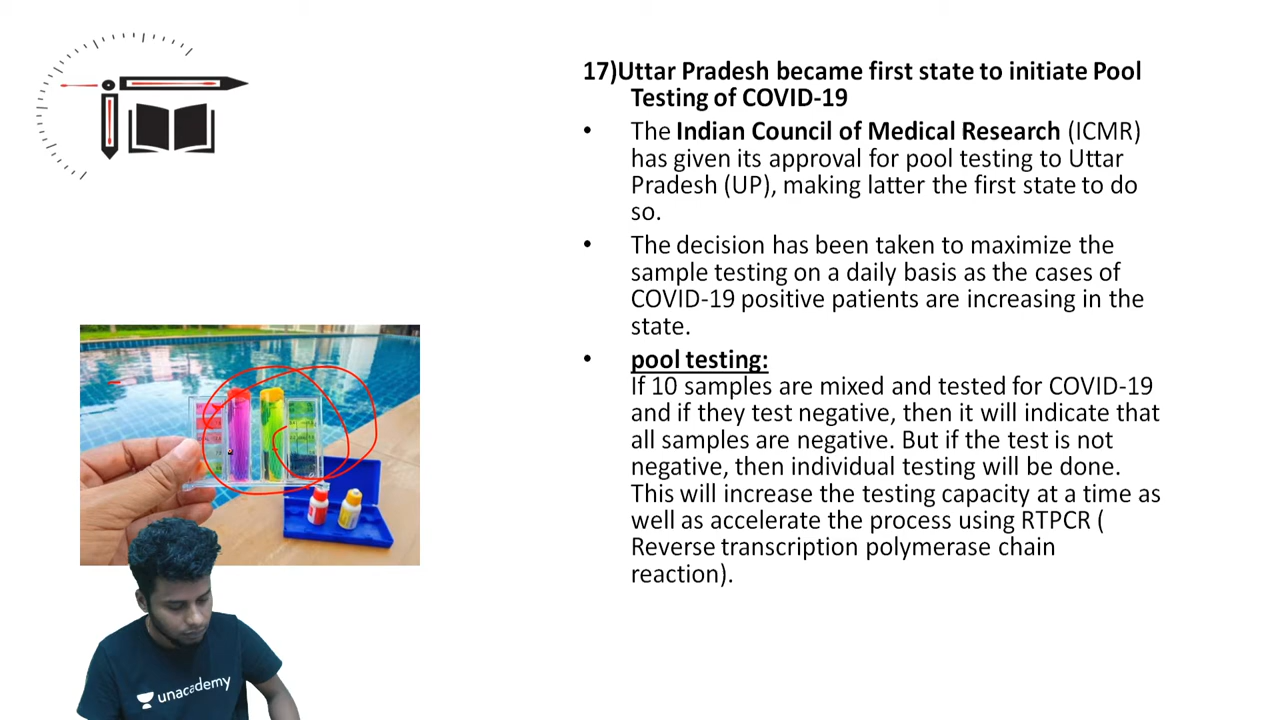 17)Uttar Pradesh became first state to initiate Pool
Testing of COVID-19
• The Indian Council of Medical Research (ICMR)
has given its approval for pool testing to Uttar
Pradesh (UP), making latter the first state to do
so.
• The decision has been taken to maximize the
sample testing on a daily basis as the cases of
COVID-19 positive patients are increasing in the
state.
• pool testing:
If 10 samples are mixed and tested for COVID-19
and if they test negative, then it will indicate that
all samples are negative. But if the test is not
negative, then individual testing will be done.
This will increase the testing capacity at a time as
well as accelerate the process using RTPCR (
Reverse transcription polymerase chain
reaction).
unacademy